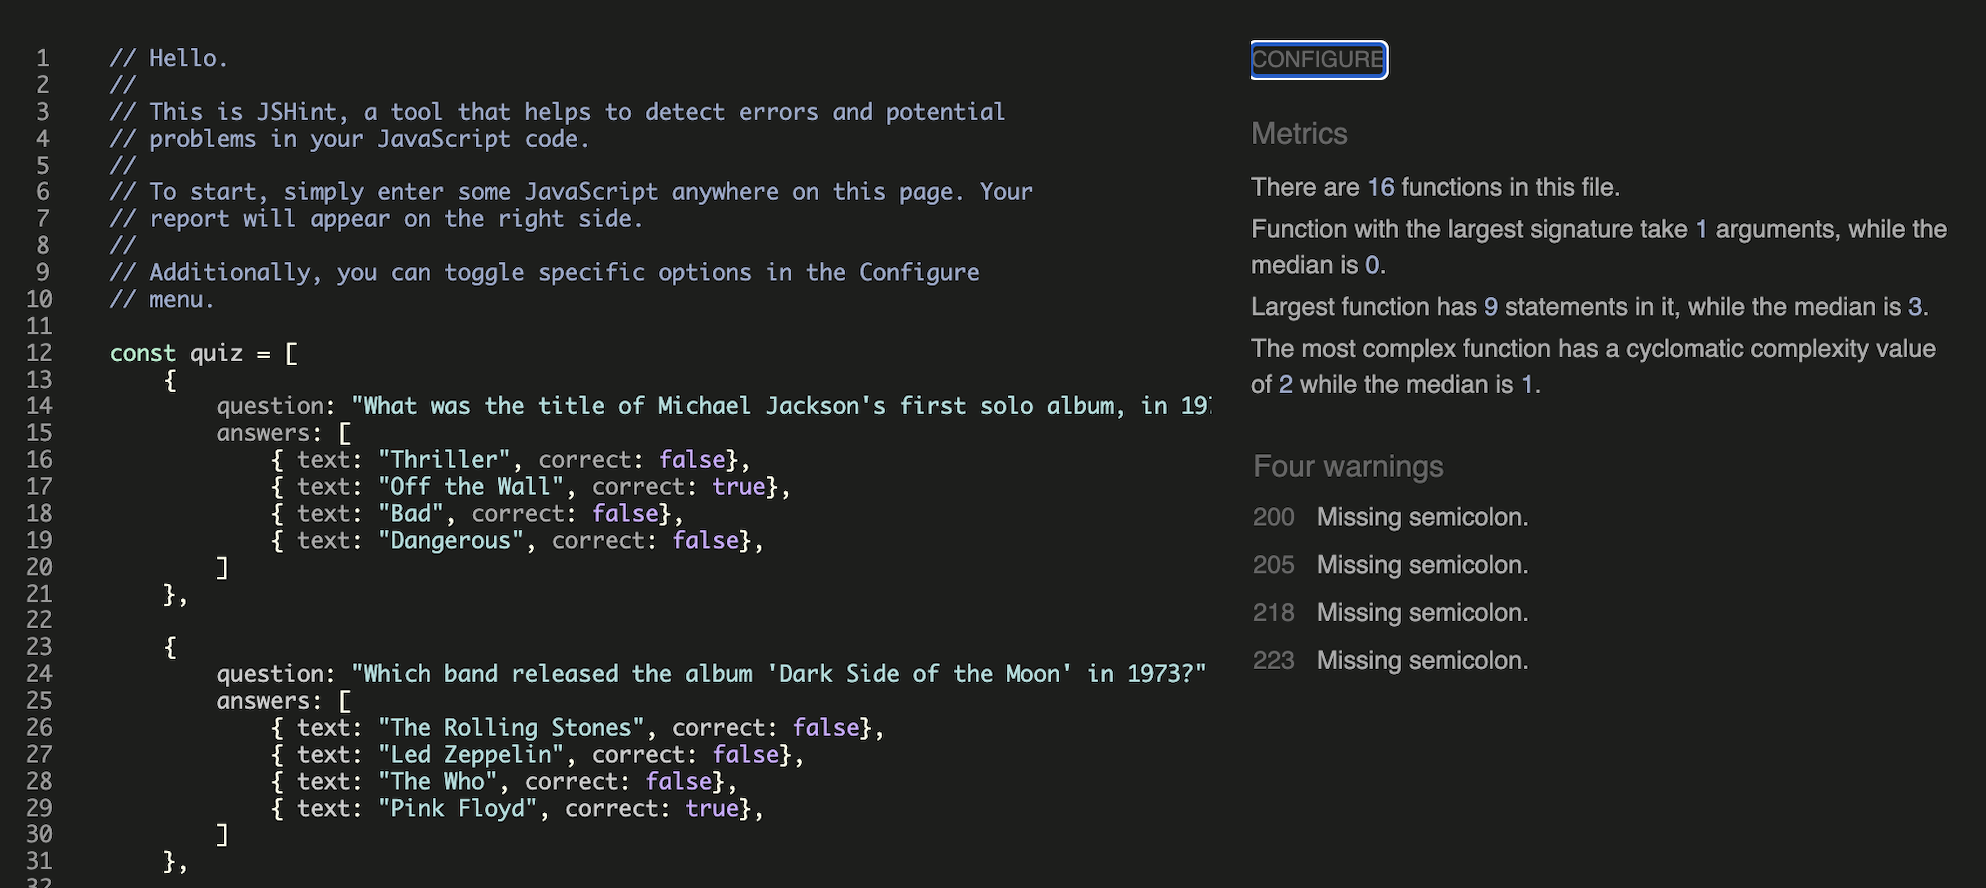 1 // Hello.
2 //
3 // This is JSHint, a tool that helps to detect errors and potential
4 // problems in your JavaScript code.
5 //
6 // To start, simply enter some JavaScript anywhere on this page. Your
7 // report will appear on the right side.
8 //
9 // Additionally, you can toggle specific options in the Configure
10 // menu.
11
12 const quiz = [
13 {
14 question: "What was the title of Michael Jackson's first solo album, in
15 answers: [
16 { text: "Thriller", correct: false},
17 { text: "Off the Wall", correct: true},
18 { text: "Bad", correct: false},
19 { text: "Dangerous", correct: false},
20 ]
21 },
22
23 {
24 question: "Which band released the album 'Dark Side of the Moon' in 1973?"
25 answers: [
26 { text: "The Rolling Stones", correct: false},
27 { text: "Led Zeppelin", correct: false},
28 { text: "The Who", correct: false},
29 { text: "Pink Floyd", correct: true},
30 ]
31 },
32
CONFIGURE
Metrics
There are 16 functions in this file.
Function with the largest signature take 1 arguments, while the
median is 0.
Largest function has 9 statements in it, while the median is 3.
The most complex function has a cyclomatic complexity value
of 2 while the median is 1.
Four warnings
200 Missing semicolon.
205 Missing semicolon.
218 Missing semicolon.
223 Missing semicolon.